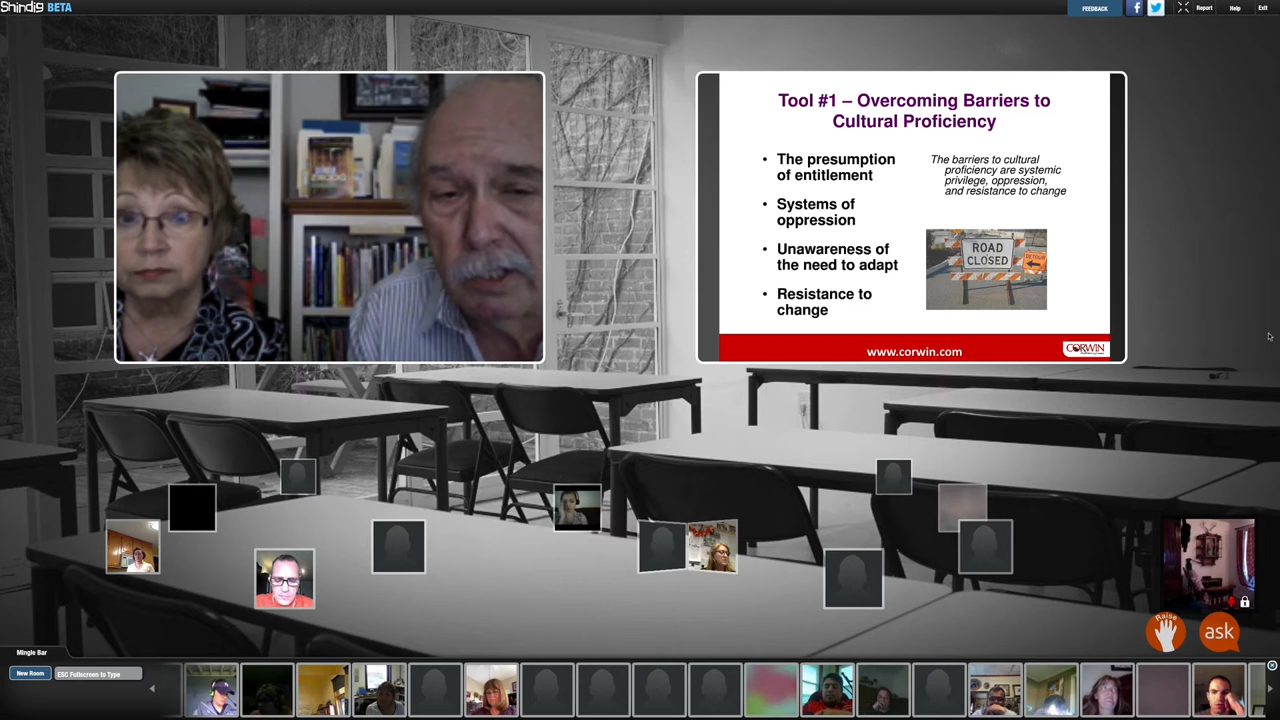 Shindig BETA
FEEDBACK
Report
Help
Exit
Tool #1 – Overcoming Barriers to
Cultural Proficiency
• The presumption
of entitlement
• Systems of
oppression
• Unawareness of
the need to adapt
• Resistance to
change
The barriers to cultural
proficiency are systemic
privilege, oppression,
and resistance to change
ROAD
CLOSED
DETOUR
www.corwin.com
CORWIN
Raise
ask
Mingle Bar
New Room
ESC Fullscreen to Type